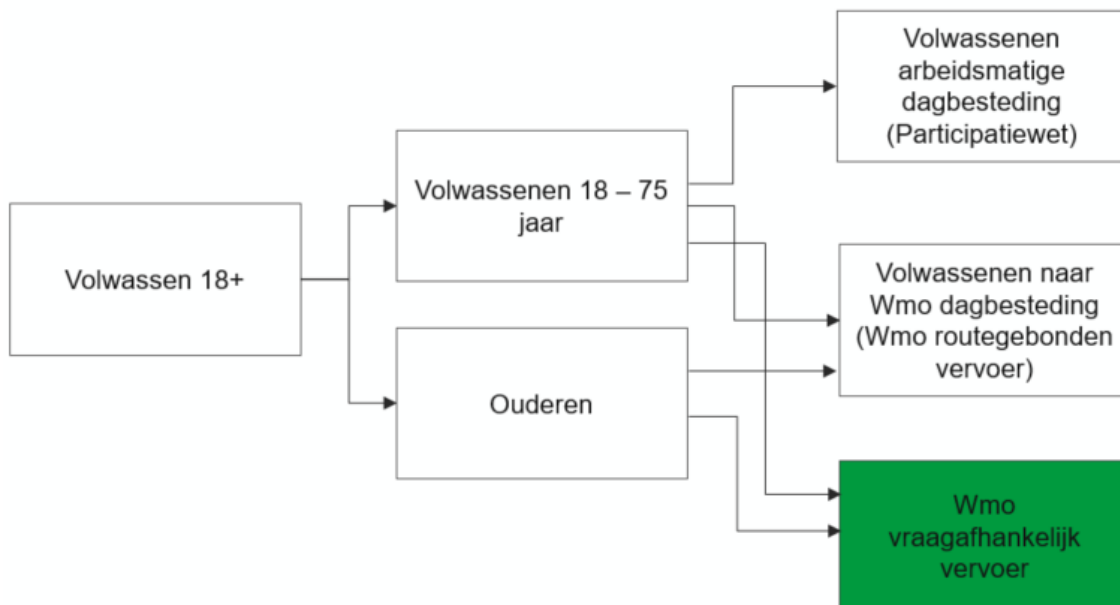 Volwassen 18+
Volwassenen 18 – 75
jaar
Ouderen
Volwassenen
arbeidsmatige
dagbesteding
(Participatiewet)
Volwassenen naar
Wmo dagbesteding
(Wmo routegebonden
vervoer)
Wmo
vraagafhankelijk
vervoer